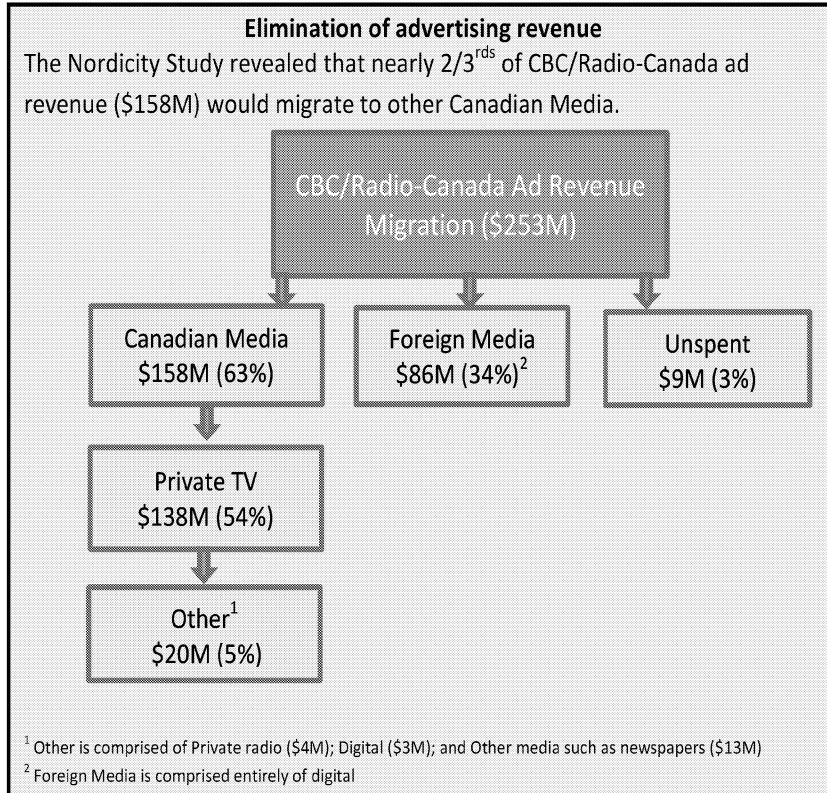 Elimination of advertising revenue
The Nordicity Study revealed that nearly 2/3rds of CBC/Radio-Canada ad
revenue ($158M) would migrate to other Canadian Media.
CBC/Radio-Canada Ad Revenue
Migration ($253M)
Canadian Media
$158M (63%)
Foreign Media
$86M (34%)2
Unspent
$9M (3%)
Private TV
$138M (54%)
Other1
$20M (5%)
1 Other is comprised of Private radio ($4M); Digital ($3M); and Other media such as newspapers ($13M)
2 Foreign Media is comprised entirely of digital